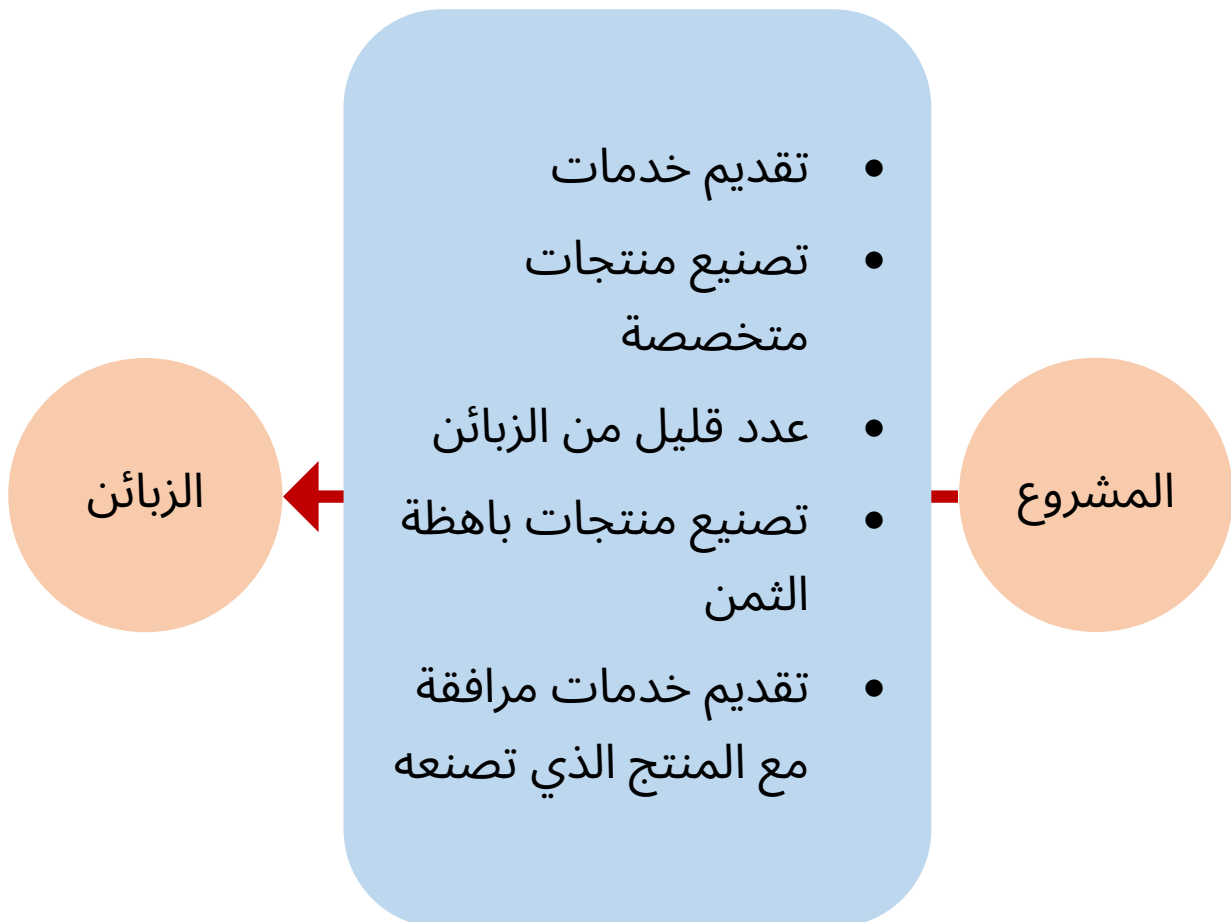 المشروع
• تقديم خدمات
• تصنيع منتجات
متخصصة
• عدد قليل من الزبائن
• تصنيع منتجات باهظة
الثمن
• تقديم خدمات مرافقة
مع المنتج الذي تصنعه
الزبائن